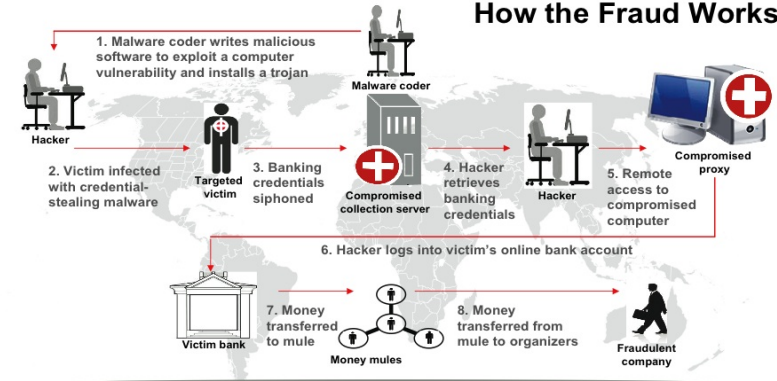 How the Fraud Works
1. Malware coder writes malicious
software to exploit a computer
vulnerability and installs a trojan
Malware coder
Hacker
2. Victim infected
with credential-
stealing malware
Targeted
victim
3. Banking
credentials
siphoned
Compromised
collection server
4. Hacker
retrieves
banking
credentials
Hacker
5. Remote
access to
compromised
computer
Compromised
proxy
6. Hacker logs into victim's online bank account
Victim bank
7. Money
transferred
to mule
Money mules
8. Money
transferred from
mule to organizers
Fraudulent
company